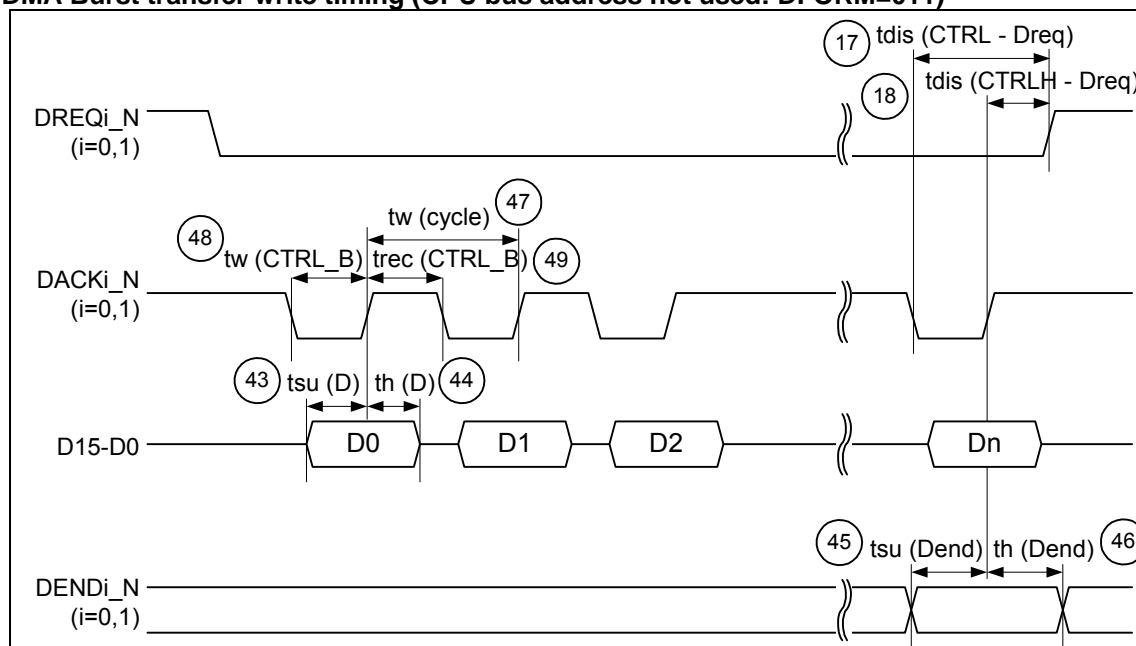 DMA Burst transfer write timing (CPU bus address not used: DFORM=011)
17 tdis (CTRL - Dreq)
18 tdis (CTRLH - Dreq)
DREQi_N
(i=0,1)
47
tw (cycle)
48 tw (CTRL_B) trec (CTRL_B) 49
DACKi_N
(i=0,1)
43 tsu (D) th (D) 44
D15-D0 D0 D1 D2 Dn
45 tsu (Dend) th (Dend) 46
DENDi_N
(i=0,1)